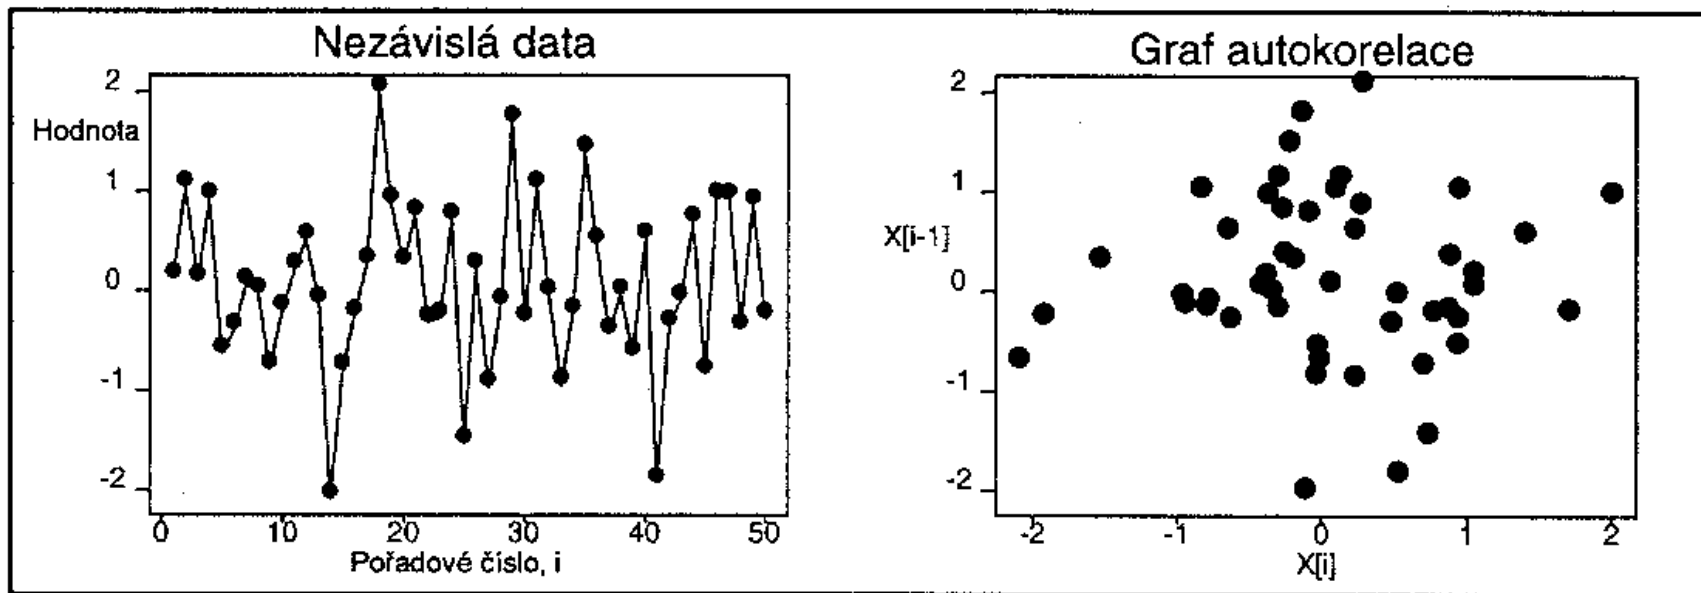 Nezávislá data
2
Hodnota
1
0
-1
-2
0 10 20 30 40 50
Pořadové číslo, i
Graf autokorelace
2
1
X[i-1]
0
-1
-2
-2 -1 0 1 2
X[i]